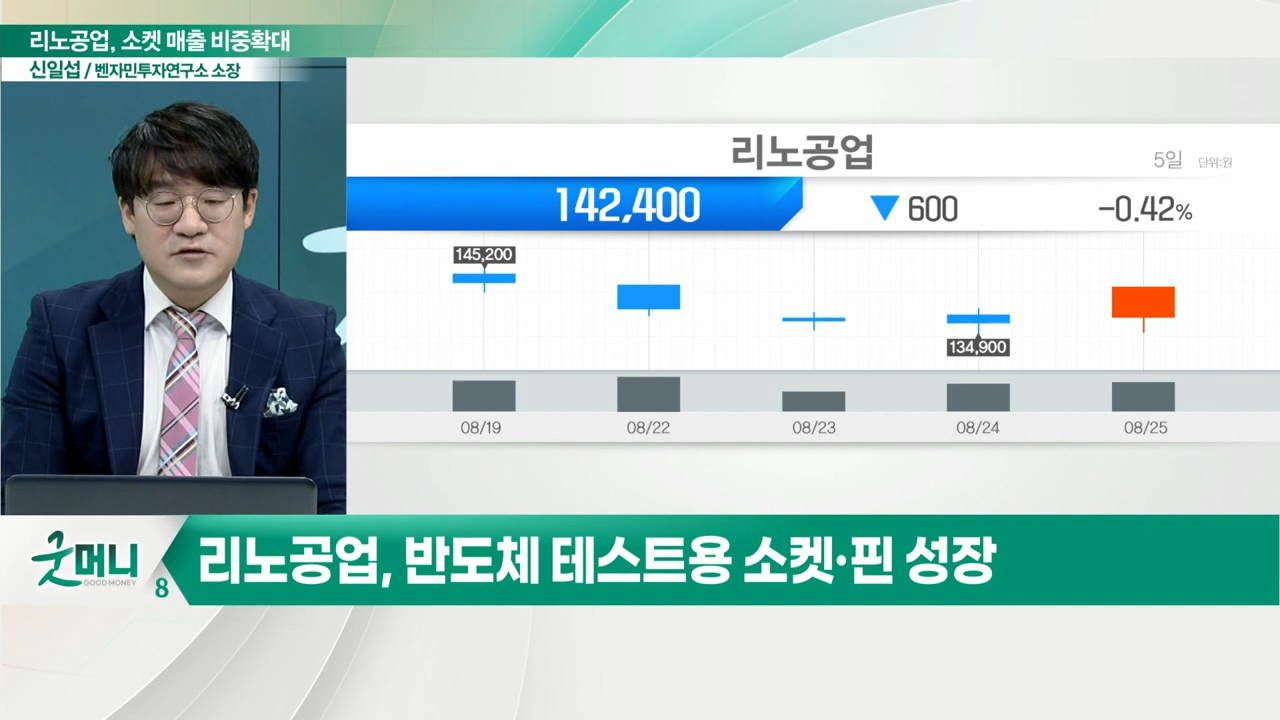 리노공업, 소켓 매출 비중확대
신일섭 / 벤자민투자연구소 소장
리노공업
5일 단위:원
142,400 ▼ 600 -0.42%
145,200
134,900
08/19 08/22 08/23 08/24 08/25
굿머니
GOOD MONEY
8
리노공업, 반도체 테스트용 소켓·핀 성장